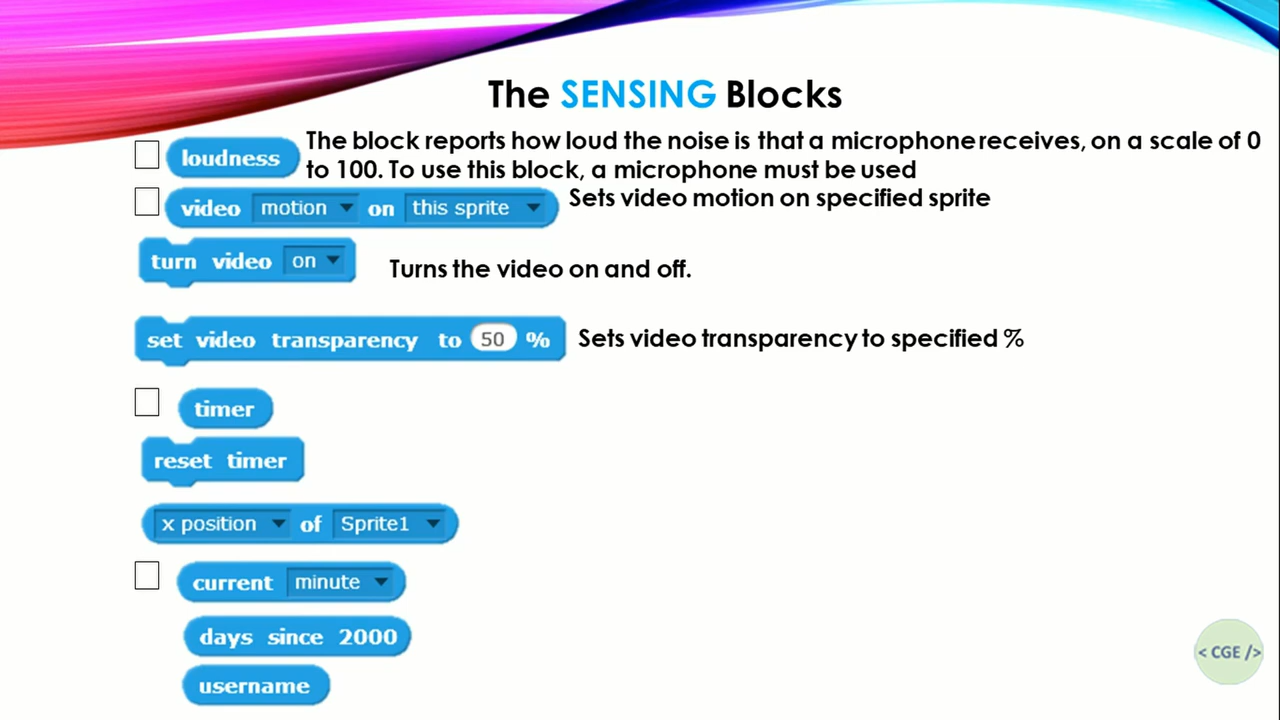 The SENSING Blocks
loudness
The block reports how loud the noise is that a microphone receives, on a scale of 0
to 100. To use this block, a microphone must be used
video motion on this sprite
Sets video motion on specified sprite
turn video on
Turns the video on and off.
set video transparency to 50 %
Sets video transparency to specified %
timer
reset timer
x position of Sprite1
current minute
days since 2000
username
< CGE />